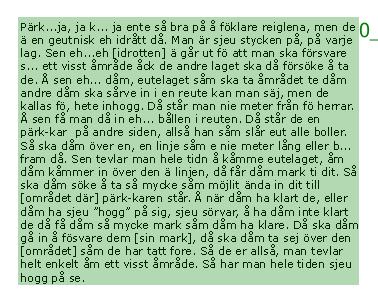 Pärk...ja, ja k... ja ente så bra på å föklare reiglena, men de
ä en geutnisk eh idrått då. Man är sjeu stycken på, på varje
lag. Sen eh...eh [idrotten] ä går ut fö att man ska försvare
s... ett visst åmråde åck de andre laget ska då försöke å ta
de. Å sen eh... dåm, eutelaget såm ska ta åmrådet te dåm
andre dåm ska sårve in i en reute kan man säj, men de
kallas fö, hete inhogg. Då står man nie meter från fö herrar.
Å sen få man då in eh... bållen i reuten. Då står de en
pärk-kar på andre siden, allså han såm slår eut alle boller.
Så ska dåm över en, en linje såm e nie meter lång eller b...
fram då. Sen tevlar man hele tidn å kåmme eutelaget, åm
dåm kåmmer in över den ä linjen, då får dåm mark ti dit. Så
ska dåm söke å ta så mycke såm möjlit ända in dit till
[området där] pärk-karen står. Å når dåm ha klart de, eller
dåm ha sjeu ”hogg” på sig, sjeu sörvar, å ha dåm inte klart
de då få dåm så mycke mark såm dåm ha klare. Då ska dåm
gå in å fösvare dem [sin mark], då ska dåm ta sej över den
[området] såm de har tatt fore. Så de er allså, man tevlar
helt enkelt åm ett visst åmråde. Så har man hele tiden sjeu
hogg på se.
0_